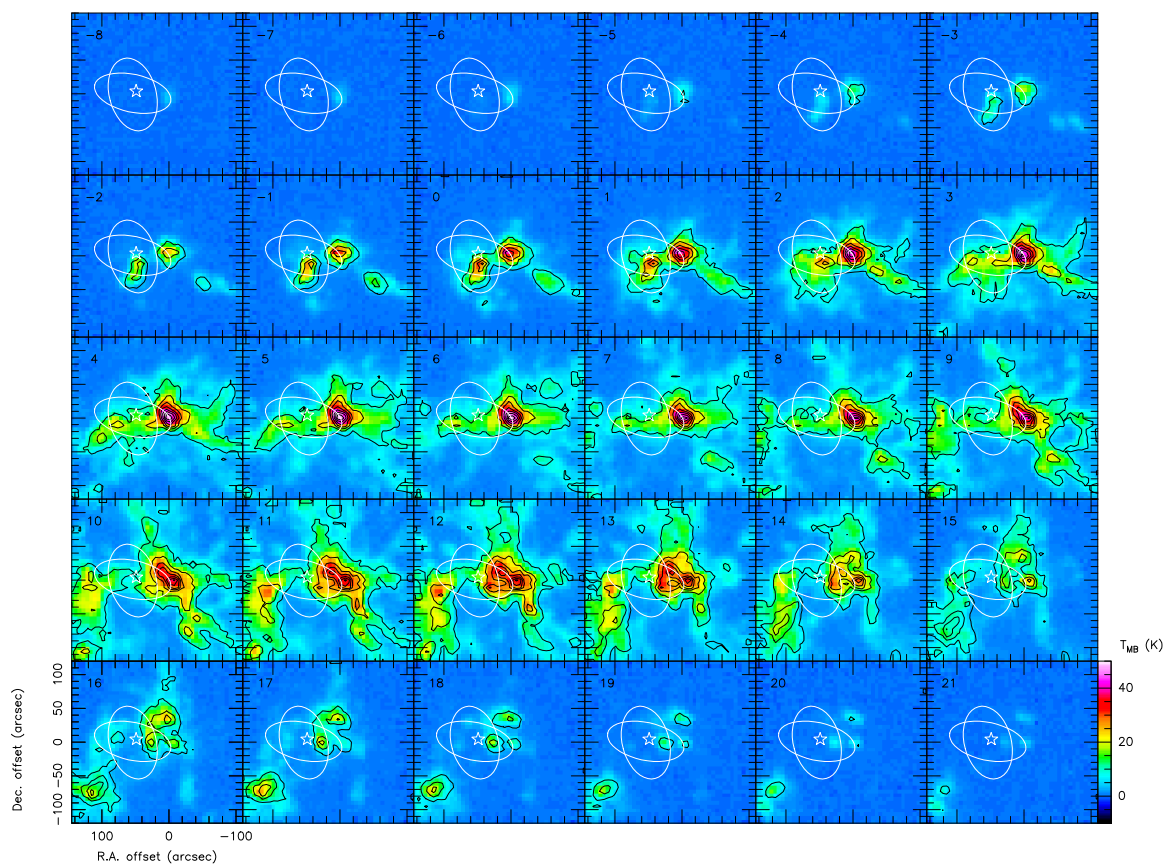 -8 -7 -6 -5 -4 -3
-2 -1 0 1 2 3
4 5 6 7 8 9
10 11 12 13 14 15
T_MB (K)
16 17 18 19 20 21
100
50
0
-50
-100
Dec. offset (arcsec)
40
20
0
100 0 -100
R.A. offset (arcsec)